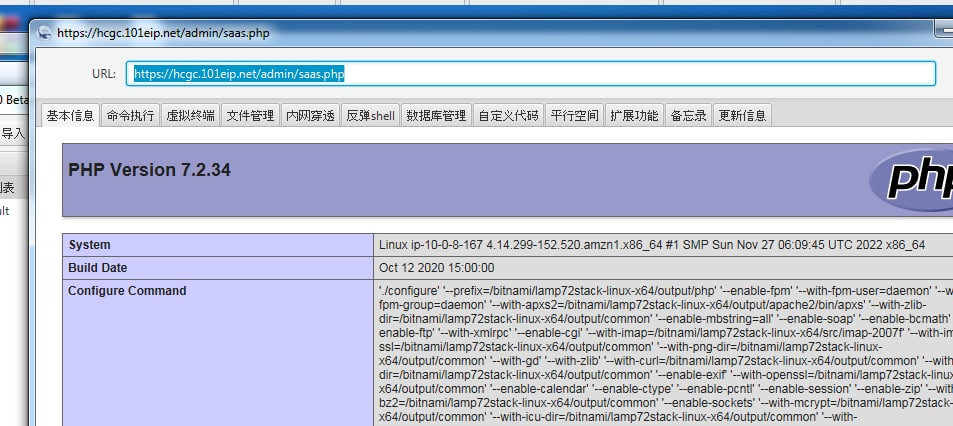 https://hcgc.101eip.net/admin/saas.php
URL: https://hcgc.101eip.net/admin/saas.php
0 Beta
基本信息 命令执行 虚拟终端 文件管理 内网穿透 反弹shell 数据库管理 自定义代码 平行空间 扩展功能 备忘录 更新信息
导入
PHP Version 7.2.34
php
列表
ult
System Linux ip-10-0-8-167 4.14.299-152.520.amzn1.x86_64 #1 SMP Sun Nov 27 06:09:45 UTC 2022 x86_64
Build Date Oct 12 2020 15:00:00
Configure Command './configure' '--prefix=/bitnami/lamp72stack-linux-x64/output/php' '--enable-fpm' '--with-fpm-user=daemon' '--w
fpm-group=daemon' '--with-apxs2=/bitnami/lamp72stack-linux-x64/output/apache2/bin/apxs' '--with-zlib-
dir=/bitnami/lamp72stack-linux-x64/output/common' '--enable-mbstring=all' '--enable-soap' '--enable-bcmath'
enable-ftp' '--with-xmlrpc' '--enable-cgi' '--with-imap=/bitnami/lamp72stack-linux-x64/src/imap-2007f' '--with-im
ssl=/bitnami/lamp72stack-linux-x64/output/common' '--with-png-dir=/bitnami/lamp72stack-linux-
x64/output/common' '--with-gd' '--with-zlib' '--with-curl=/bitnami/lamp72stack-linux-x64/output/common' '--with
dir=/bitnami/lamp72stack-linux-x64/output/common' '--enable-exif' '--with-openssl=/bitnami/lamp72stack-linux-
x64/output/common' '--enable-calendar' '--enable-ctype' '--enable-pcntl' '--enable-session' '--enable-zip' '--with
bz2=/bitnami/lamp72stack-linux-x64/output/common' '--enable-sockets' '--with-mcrypt=/bitnami/lamp72stack-lin
x64/output/common' '--with-icu-dir=/bitnami/lamp72stack-linux-x64/output/common' '--with-